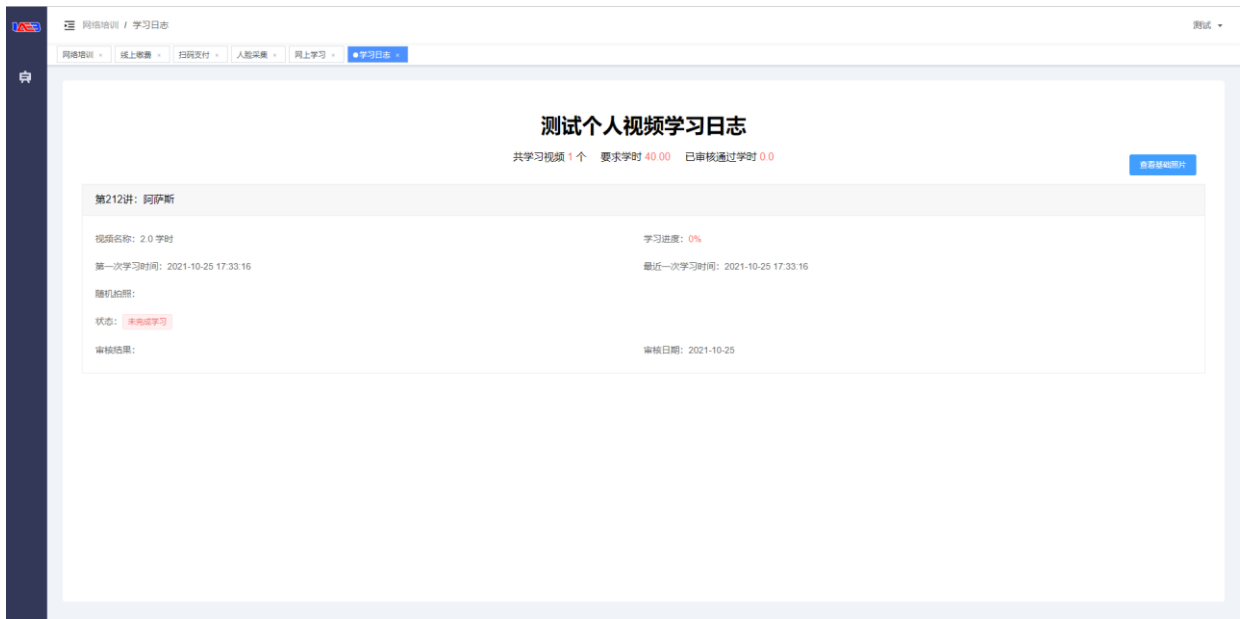 网络培训 / 学习日志
测试
网络培训 ×
线上缴费 ×
扫码支付 ×
人脸采集 ×
网上学习 ×
学习日志 ×
测试个人视频学习日志
共学习视频 1 个 要求学时 40.00 已审核通过学时 0.0
查看基础照片
第212讲：阿萨斯
视频名称：2.0 学时
学习进度：0%
第一次学习时间：2021-10-25 17:33:16
最近一次学习时间：2021-10-25 17:33:16
随机拍照：
状态：未完成学习
审核结果：
审核日期：2021-10-25